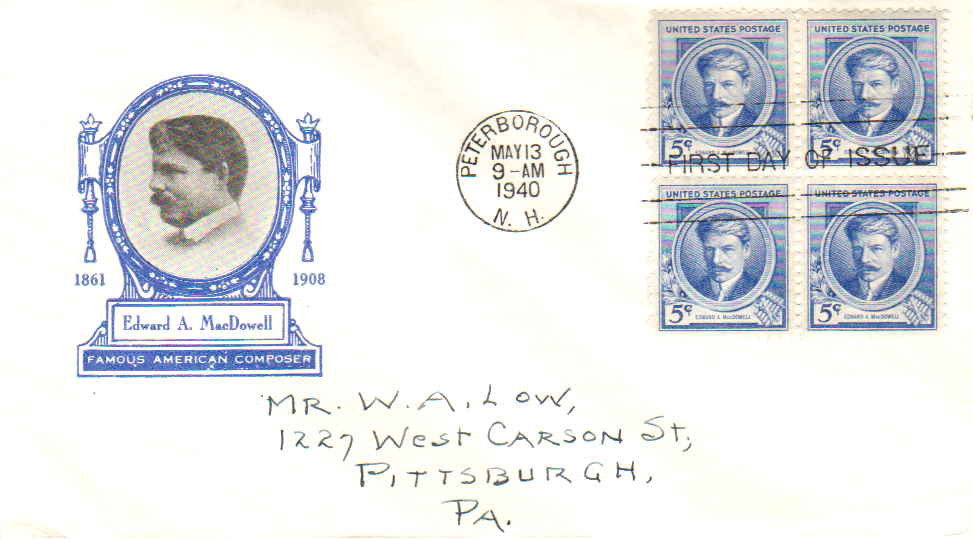 UNITED STATES POSTAGE
UNITED STATES POSTAGE
5¢
5¢
FIRST DAY OF ISSUE
UNITED STATES POSTAGE
UNITED STATES POSTAGE
5¢ EDWARD A. MACDOWELL
5¢ EDWARD A. MACDOWELL
PETERBOROUGH
MAY 13
9-AM
1940
N. H.
1861 1908
Edward A. MacDowell
FAMOUS AMERICAN COMPOSER
MR. W. A. LOW,
1227 WEST CARSON ST,
PITTSBURGH,
PA.